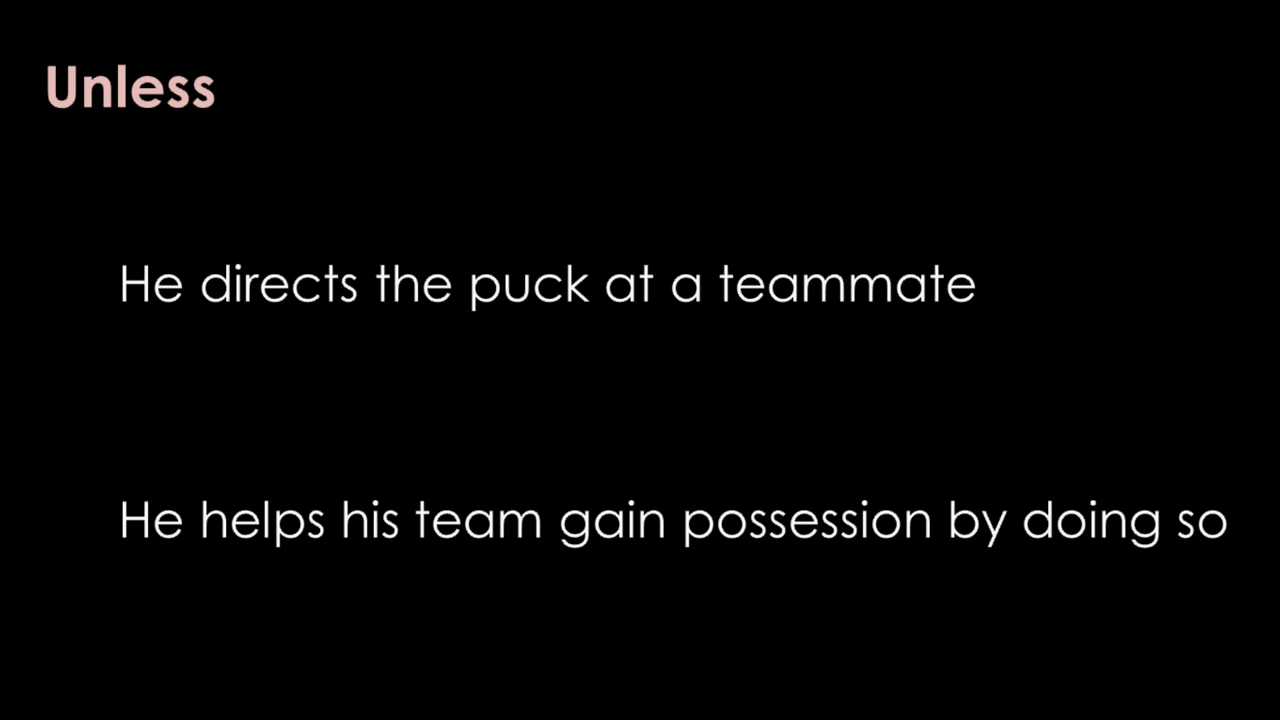 Unless
He directs the puck at a teammate
He helps his team gain possession by doing so